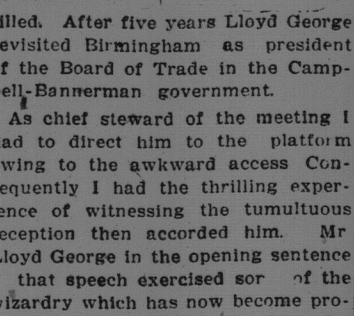 illed. After five years Lloyd George
evisited Birmingham as president
f the Board of Trade in the Camp-
ell-Bannerman government.
As chief steward of the meeting I
ad to direct him to the platform
wing to the awkward access Con-
equently I had the thrilling exper-
ence of witnessing the tumultuous
eception then accorded him. Mr
Lloyd George in the opening sentence
that speech exercised of the
wizardry which has now become pro-